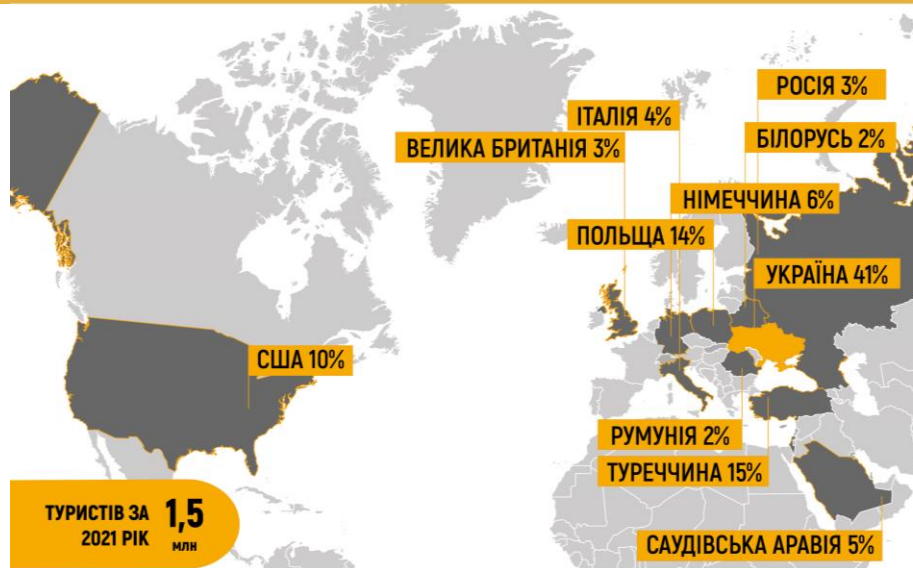 РОСІЯ 3%
ІТАЛІЯ 4%
ВЕЛИКА БРИТАНІЯ 3%
БІЛОРУСЬ 2%
НІМЕЧЧИНА 6%
ПОЛЬЩА 14%
УКРАЇНА 41%
США 10%
РУМУНІЯ 2%
ТУРЕЧЧИНА 15%
ТУРИСТІВ ЗА
2021 РІК
1,5
млн
САУДІВСЬКА АРАВІЯ 5%